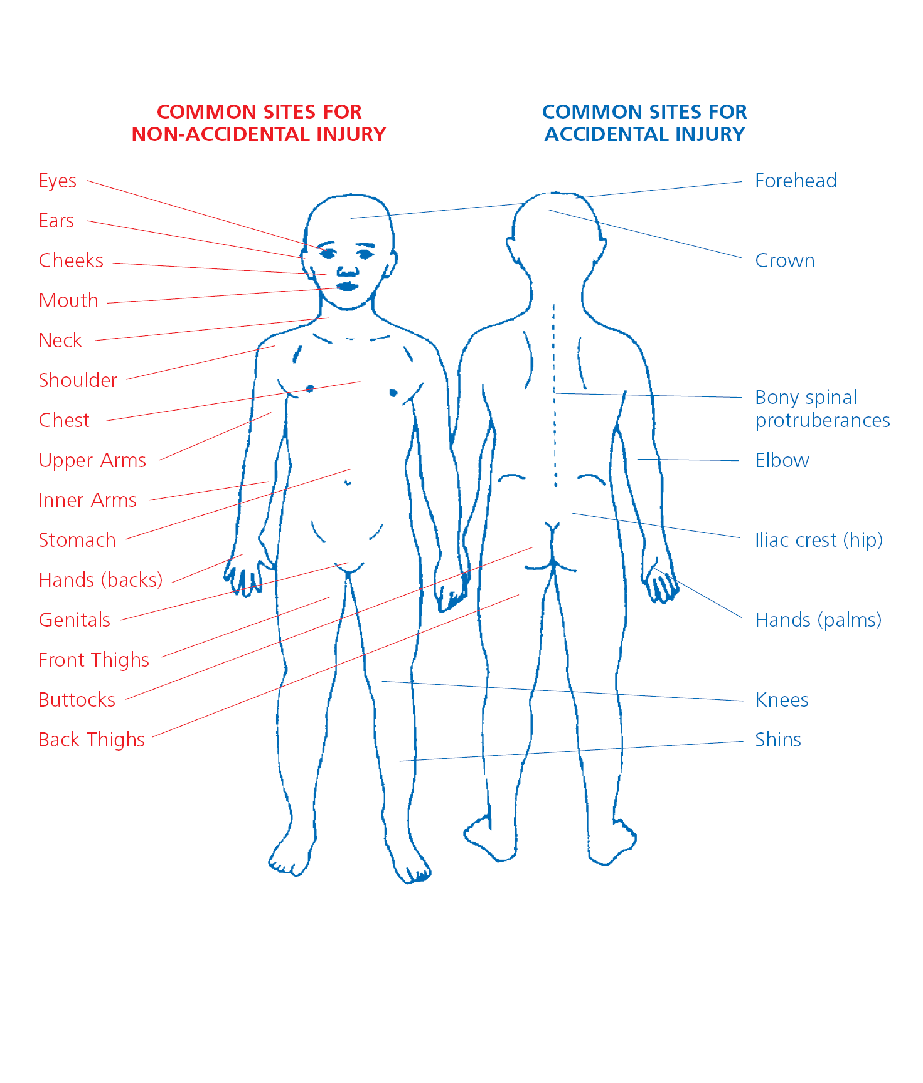 COMMON SITES FOR
NON-ACCIDENTAL INJURY
Eyes
Ears
Cheeks
Mouth
Neck
Shoulder
Chest
Upper Arms
Inner Arms
Stomach
Hands (backs)
Genitals
Front Thighs
Buttocks
Back Thighs
COMMON SITES FOR
ACCIDENTAL INJURY
Forehead
Crown
Bony spinal
protruberances
Elbow
Iliac crest (hip)
Hands (palms)
Knees
Shins